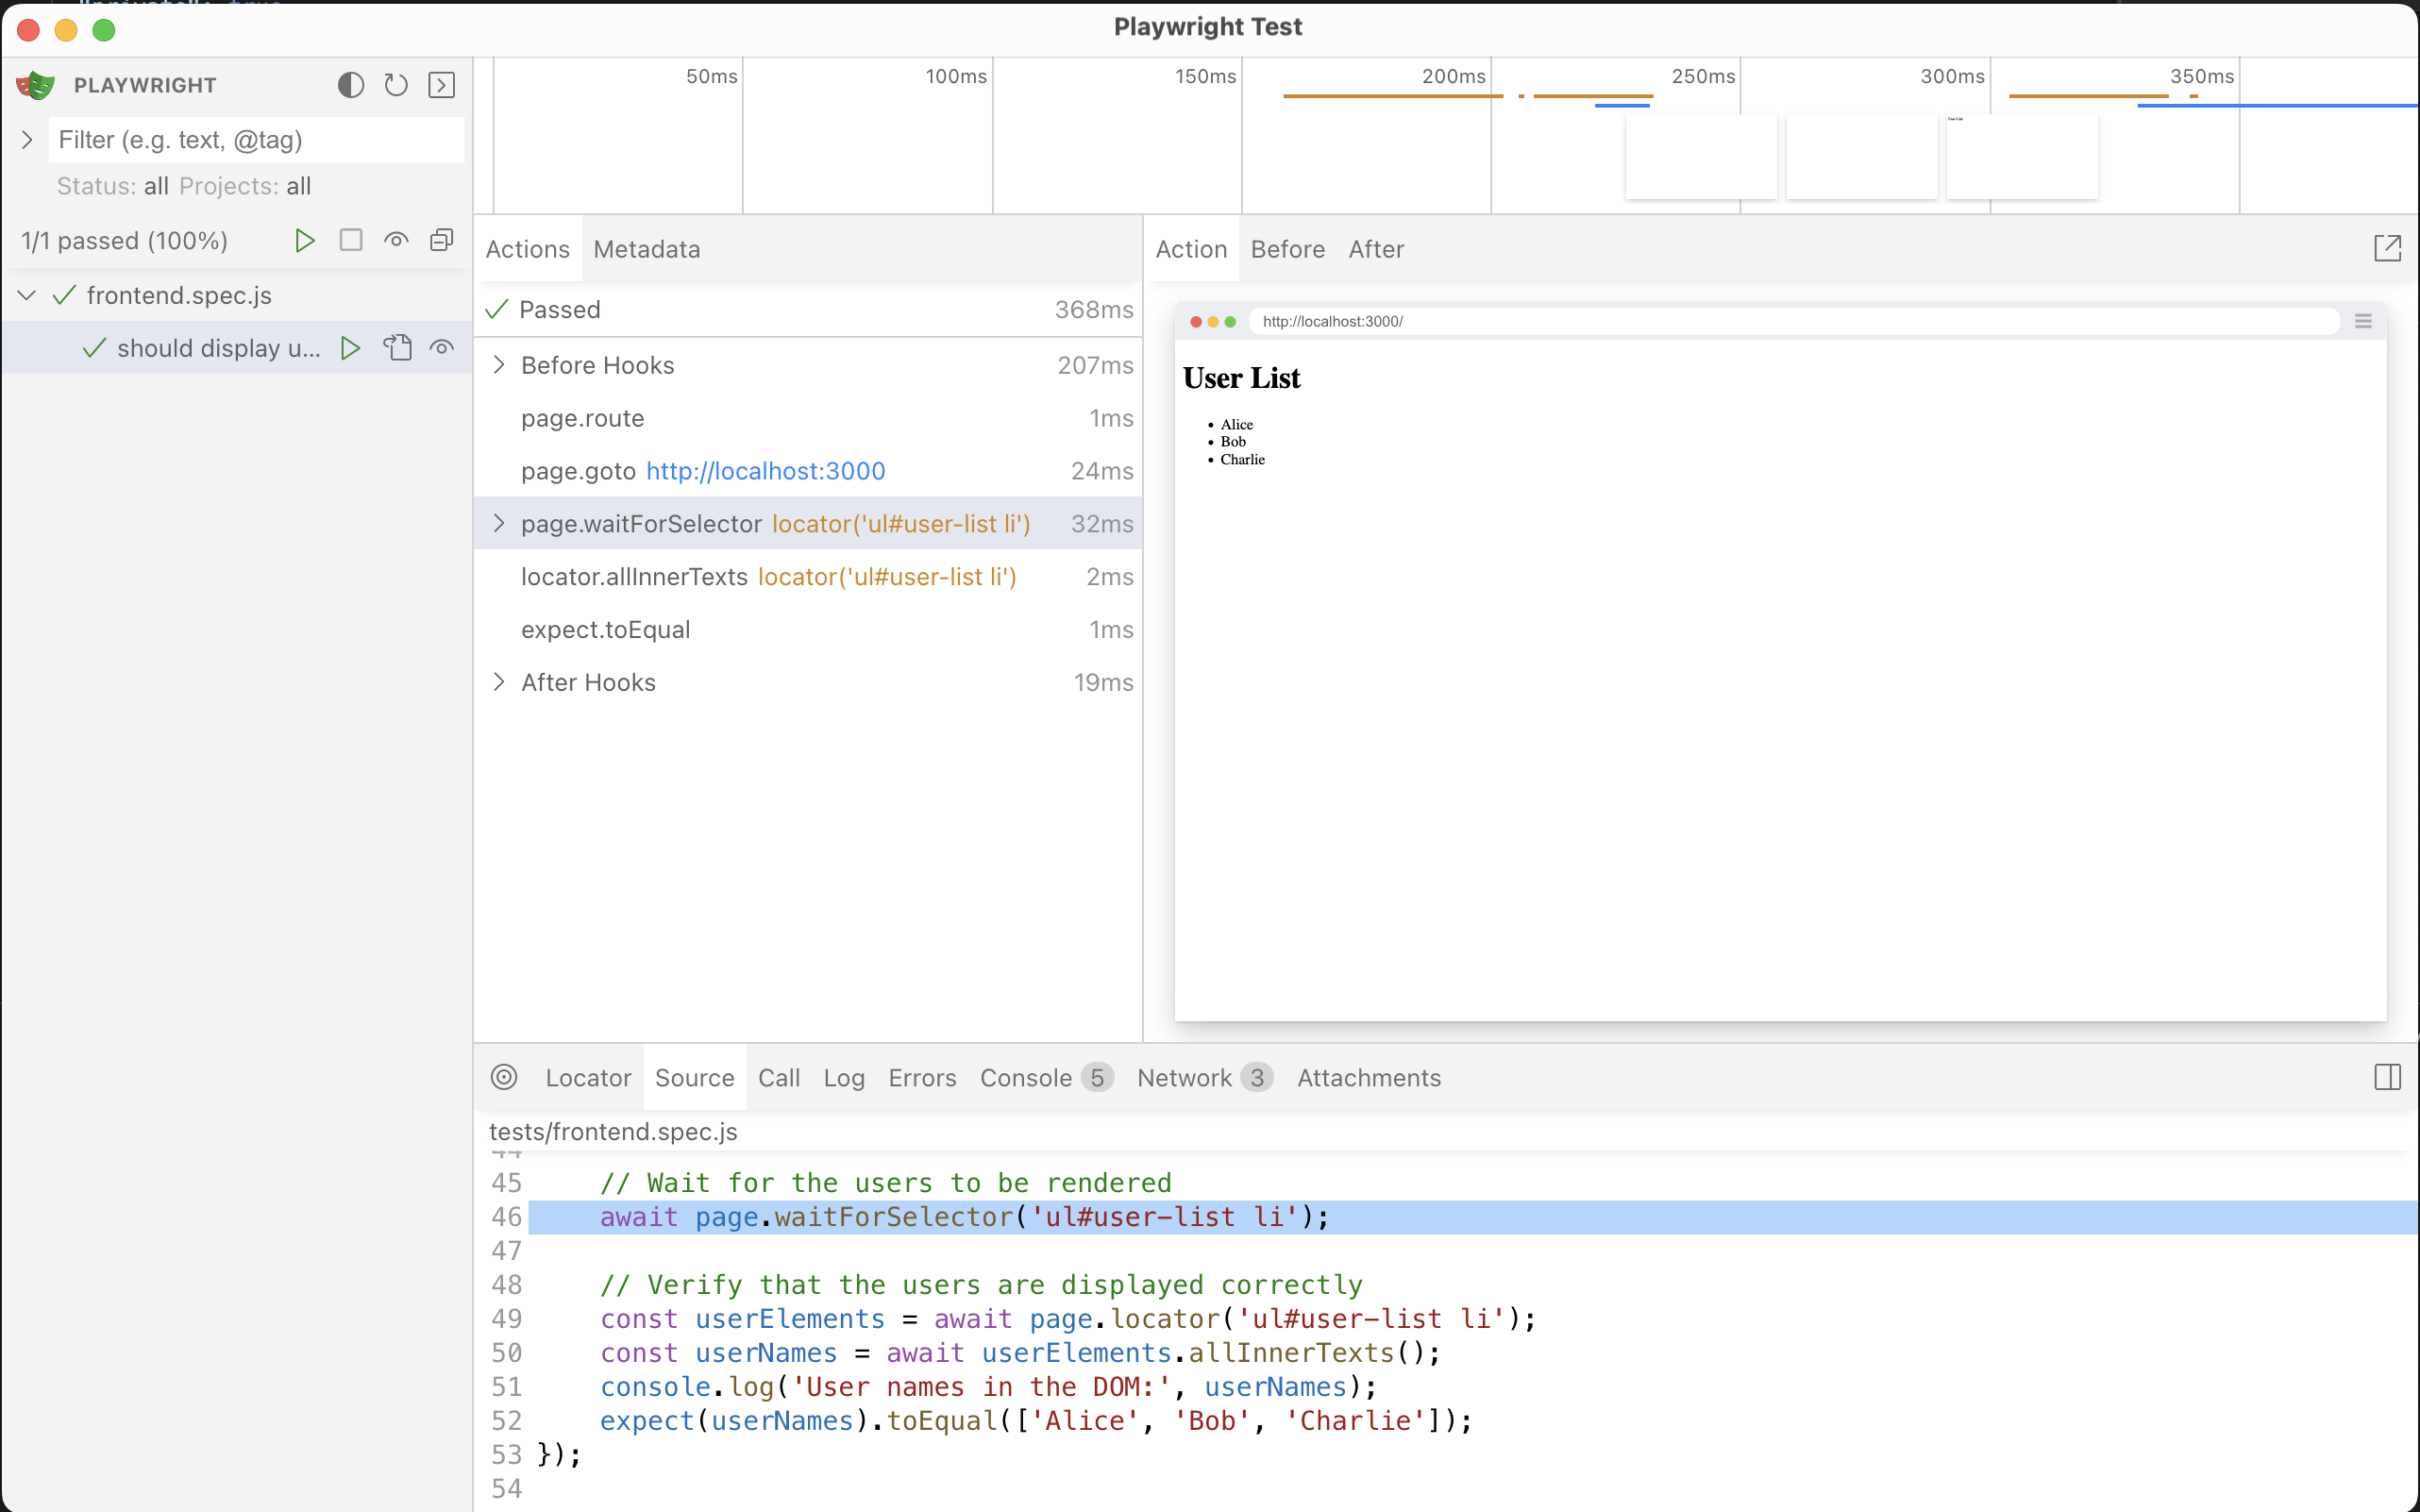 Playwright Test
PLAYWRIGHT
Filter (e.g. text, @tag)
Status: all Projects: all
1/1 passed (100%)
frontend.spec.js
should display u...
50ms
100ms
150ms
200ms
250ms
300ms
350ms
User List
Actions
Metadata
Passed 368ms
Before Hooks 207ms
page.route 1ms
page.goto http://localhost:3000 24ms
page.waitForSelector locator('ul#user-list li') 32ms
locator.allInnerTexts locator('ul#user-list li') 2ms
expect.toEqual 1ms
After Hooks 19ms
Action
Before
After
http://localhost:3000/
User List
• Alice
• Bob
• Charlie
Locator
Source
Call
Log
Errors
Console 5
Network 3
Attachments
tests/frontend.spec.js
44
45 // Wait for the users to be rendered
46 await page.waitForSelector('ul#user-list li');
47
48 // Verify that the users are displayed correctly
49 const userElements = await page.locator('ul#user-list li');
50 const userNames = await userElements.allInnerTexts();
51 console.log('User names in the DOM:', userNames);
52 expect(userNames).toEqual(['Alice', 'Bob', 'Charlie']);
53 });
54